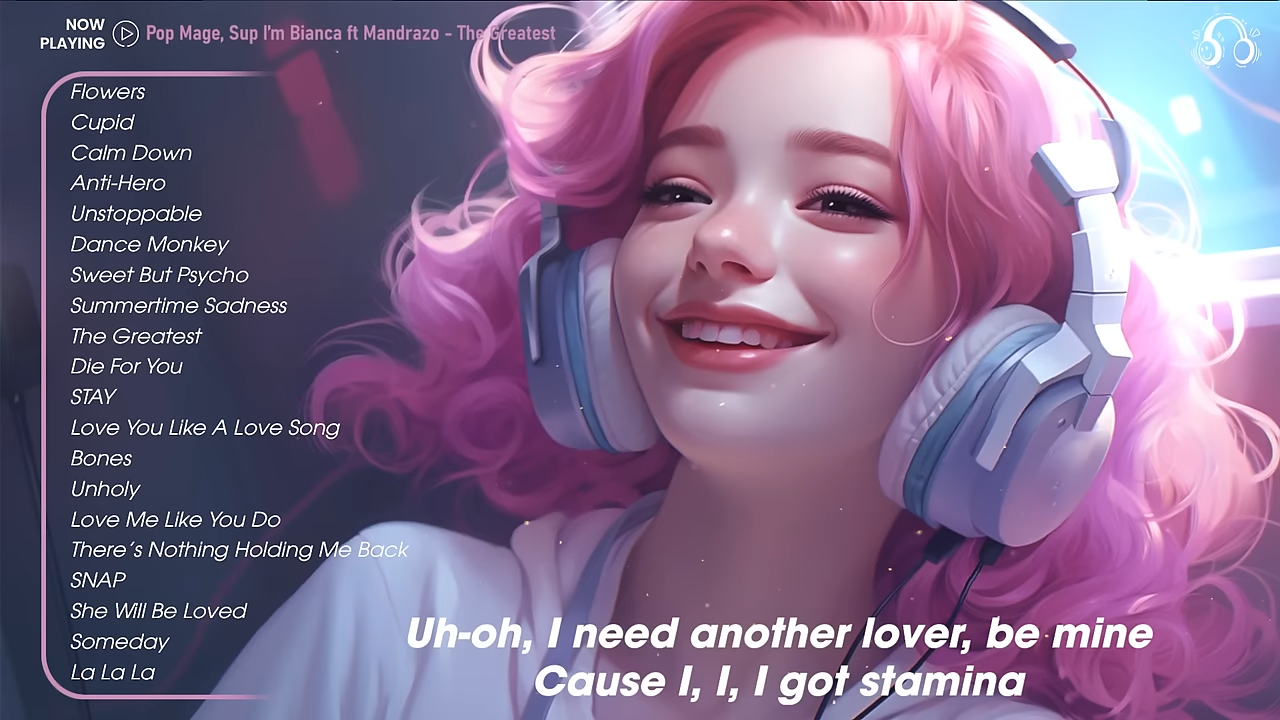 NOW
PLAYING
Pop Mage, Sup I'm Bianca ft Mandrazo - The Greatest
Flowers
Cupid
Calm Down
Anti-Hero
Unstoppable
Dance Monkey
Sweet But Psycho
Summertime Sadness
The Greatest
Die For You
STAY
Love You Like A Love Song
Bones
Unholy
Love Me Like You Do
There's Nothing Holding Me Back
SNAP
She Will Be Loved
Someday
La La La
Uh-oh, I need another lover, be mine
Cause I, I, I got stamina